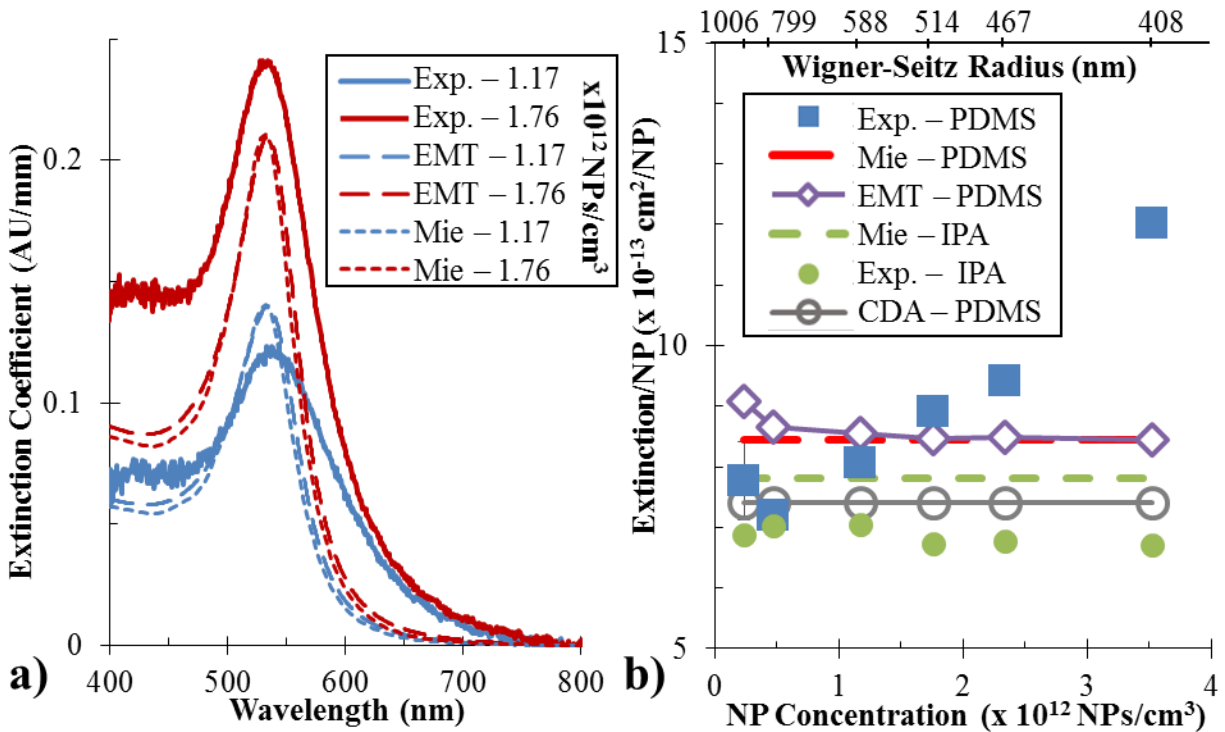 0.2
0.1
0
400
500
600
700
800
Extinction Coefficient (AU/mm)
Wavelength (nm)
a)
Exp. – 1.17
Exp. – 1.76
EMT – 1.17
EMT – 1.76
Mie – 1.17
Mie – 1.76
x10¹² NPs/cm³
1006
799
588
514
467
408
Wigner-Seitz Radius (nm)
15
10
5
Extinction/NP (x 10⁻¹³ cm²/NP)
Exp. – PDMS
Mie – PDMS
EMT – PDMS
Mie – IPA
Exp. – IPA
CDA – PDMS
0
1
2
3
4
NP Concentration (x 10¹² NPs/cm³)
b)